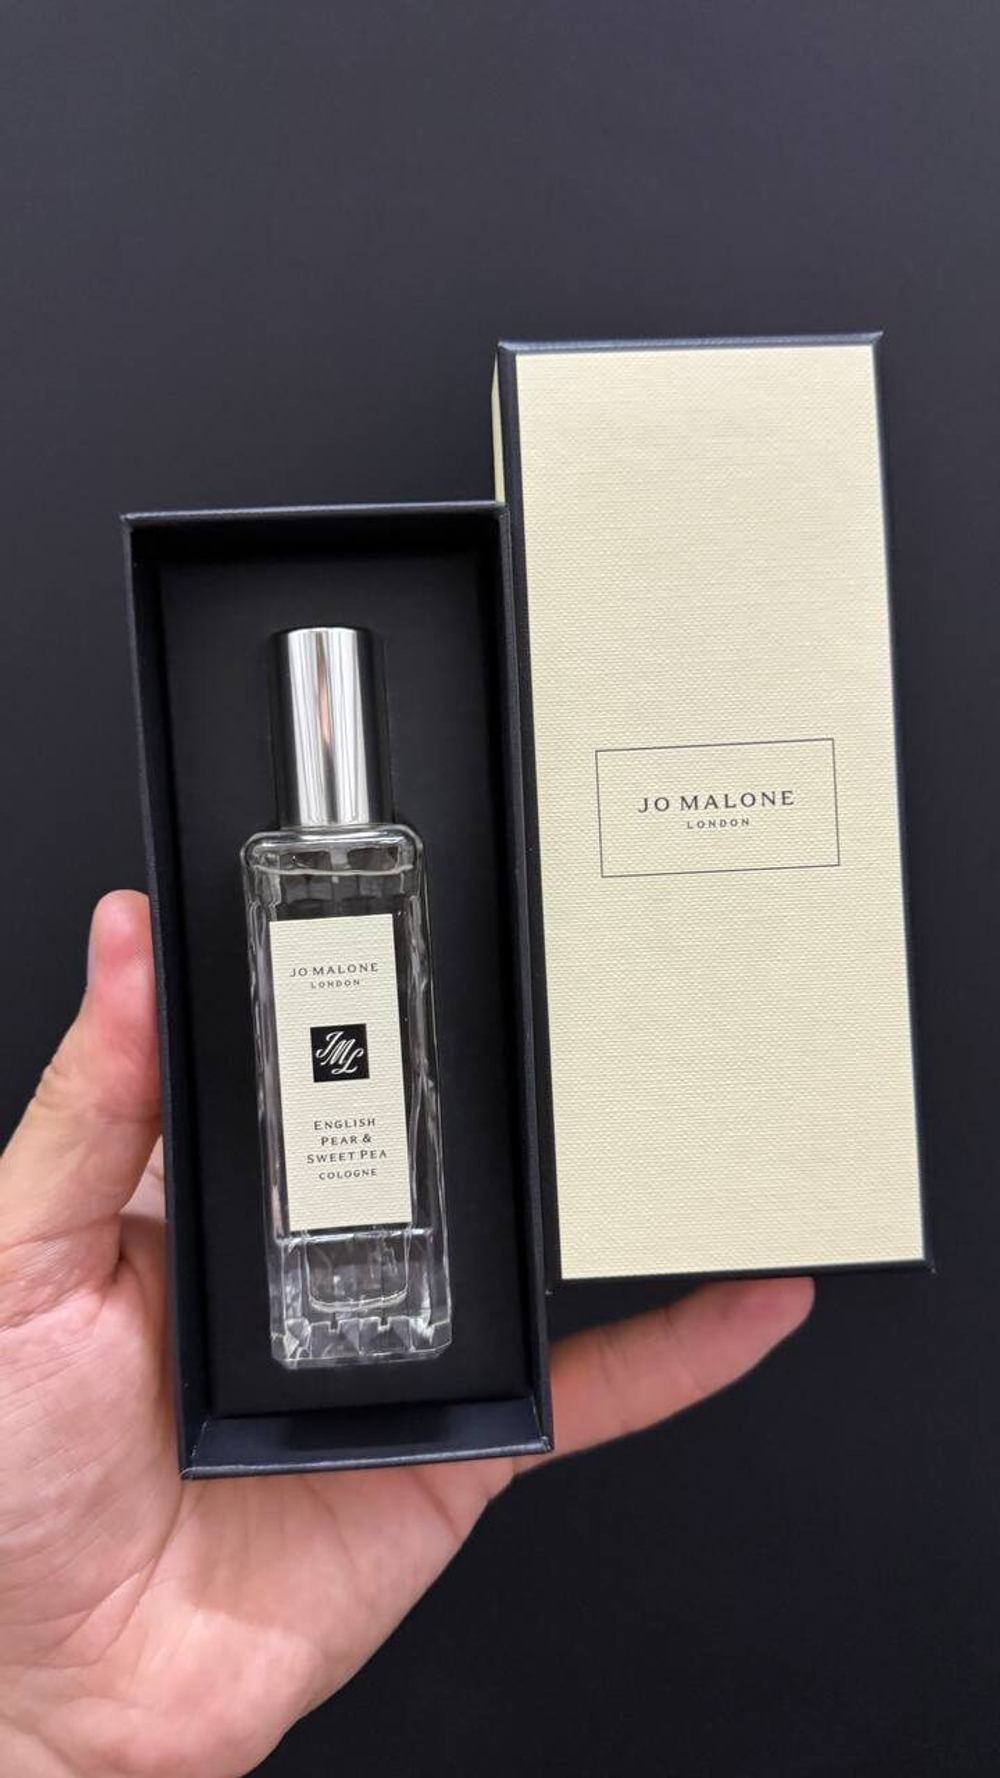 JO MALONE
LONDON
JO MALONE
LONDON
JML
ENGLISH
PEAR &
SWEET PEA
COLOGNE